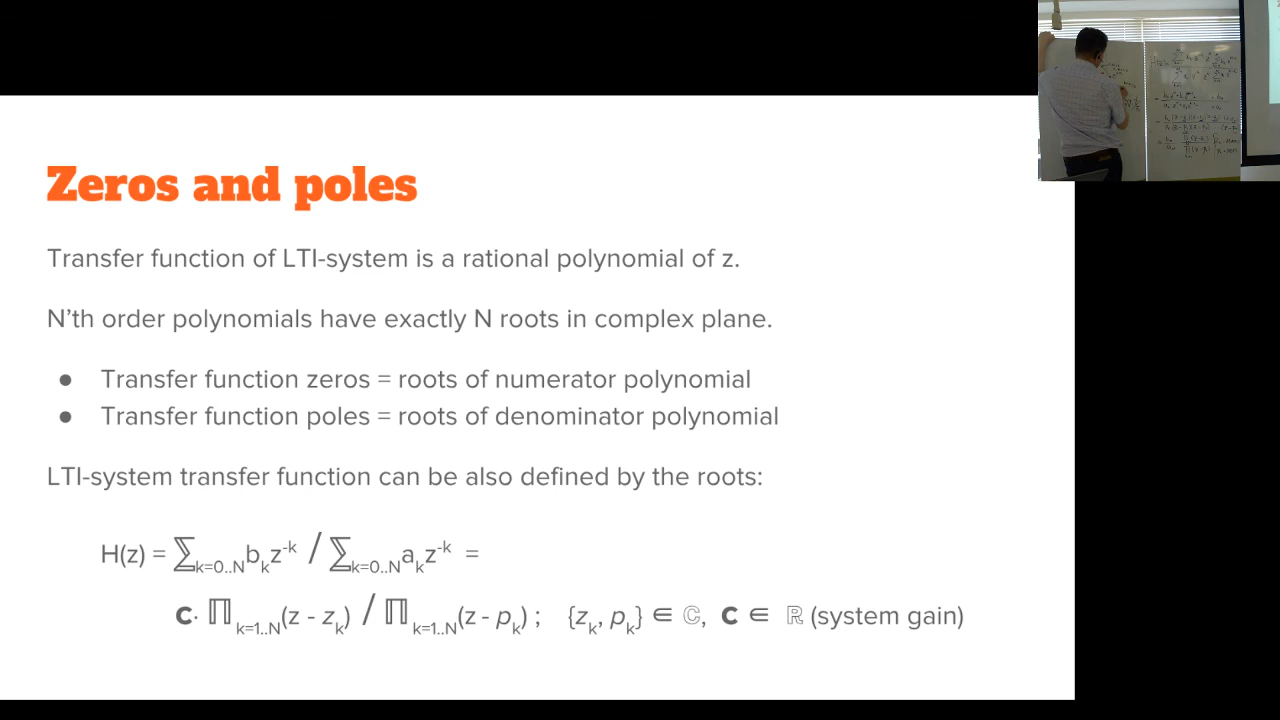 Zeros and poles
Transfer function of LTI-system is a rational polynomial of z.
N'th order polynomials have exactly N roots in complex plane.
● Transfer function zeros = roots of numerator polynomial
● Transfer function poles = roots of denominator polynomial
LTI-system transfer function can be also defined by the roots:
H(z) = ∑k=0..N bk z-k / ∑k=0..N ak z-k =
C· ∏k=1..N (z - zk) / ∏k=1..N (z - pk) ; {zk, pk} ∈ ℂ, C ∈ ℝ (system gain)